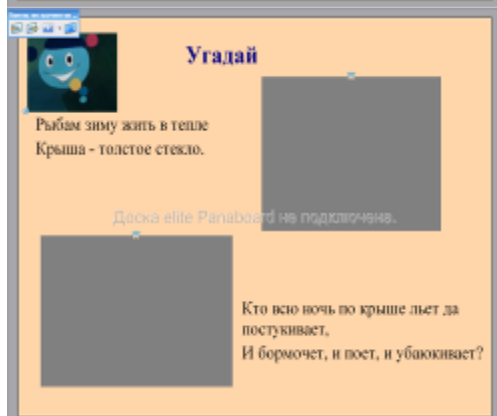 Угадай
Рыбам зиму жить в тепле
Крыша - толстое стекло.
Доска elite Panaboard не подключена.
Кто всю ночь по крыше льет да
постукивает,
И бормочет, и поет, и убаюкивает?